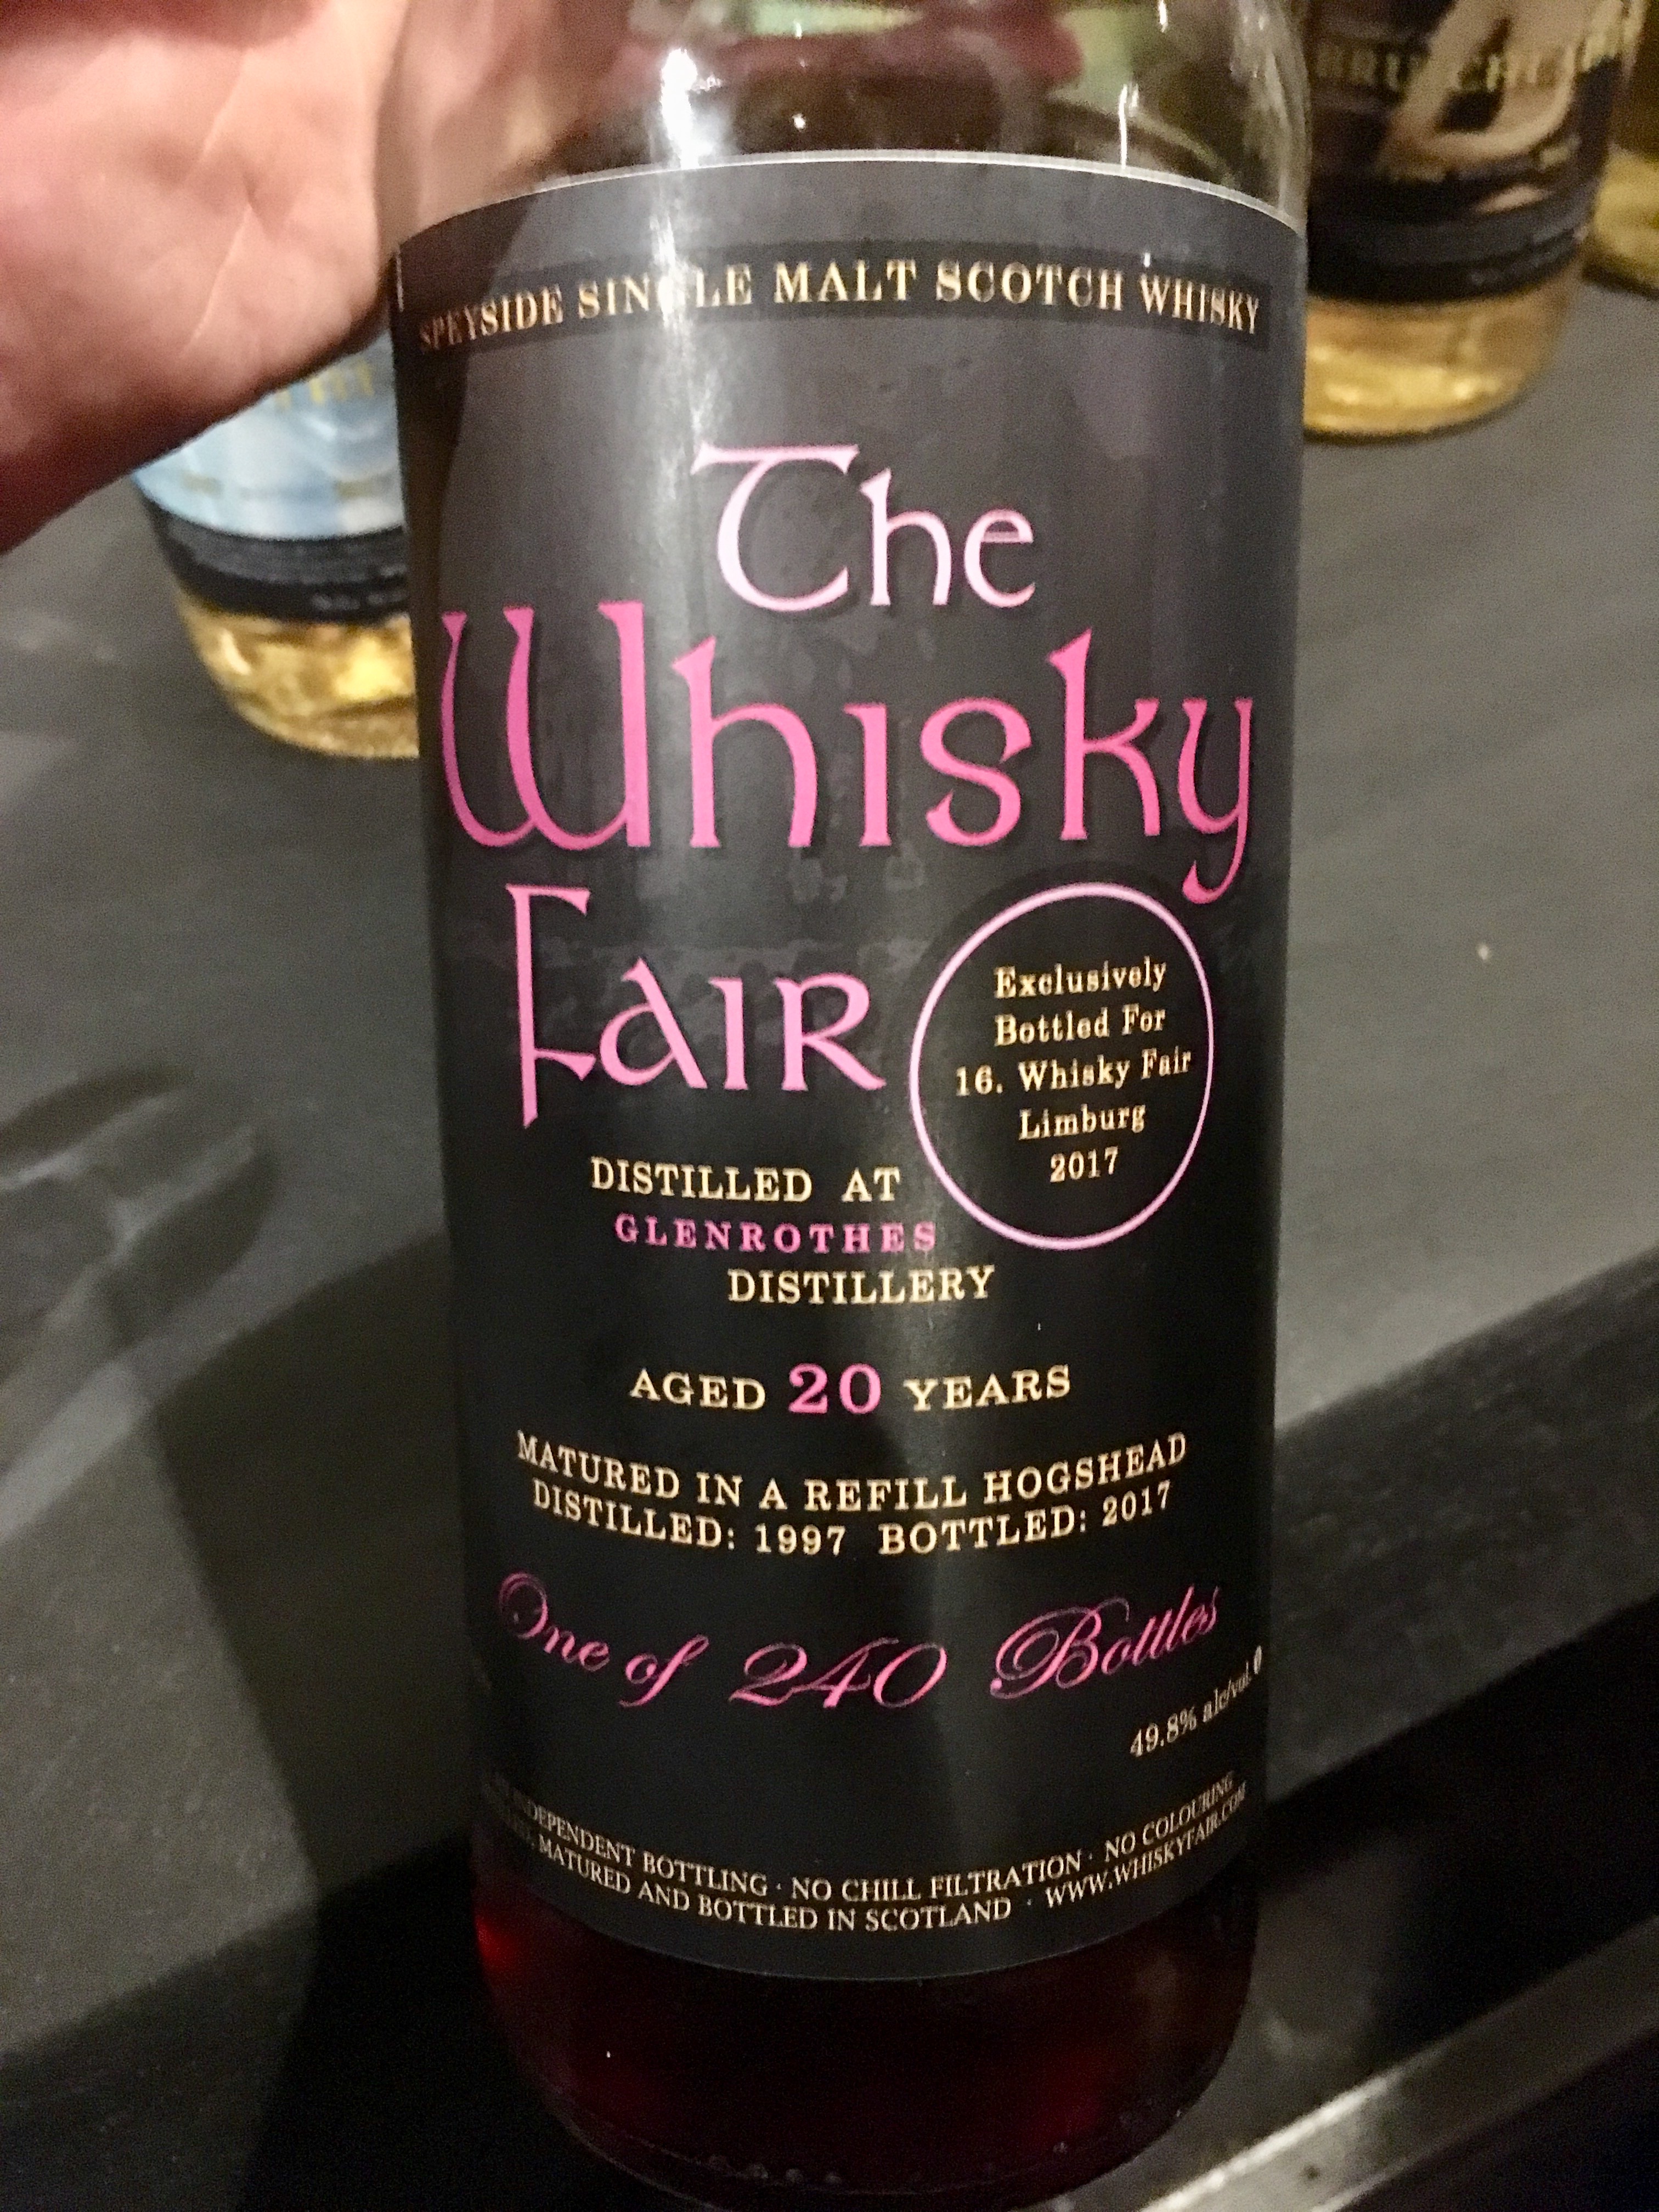 SPEYSIDE SINGLE MALT SCOTCH WHISKY
The
Whisky
Fair
Exclusively
Bottled For
16. Whisky Fair
Limburg
2017
DISTILLED AT
GLENROTHES
DISTILLERY
AGED 20 YEARS
MATURED IN A REFILL HOGSHEAD
DISTILLED: 1997 BOTTLED: 2017
One of 240 Bottles
49.8% alc/vol.
INDEPENDENT BOTTLING · NO CHILL FILTRATION · NO COLOURING
MATURED AND BOTTLED IN SCOTLAND · WWW.WHISKYFAIR.COM